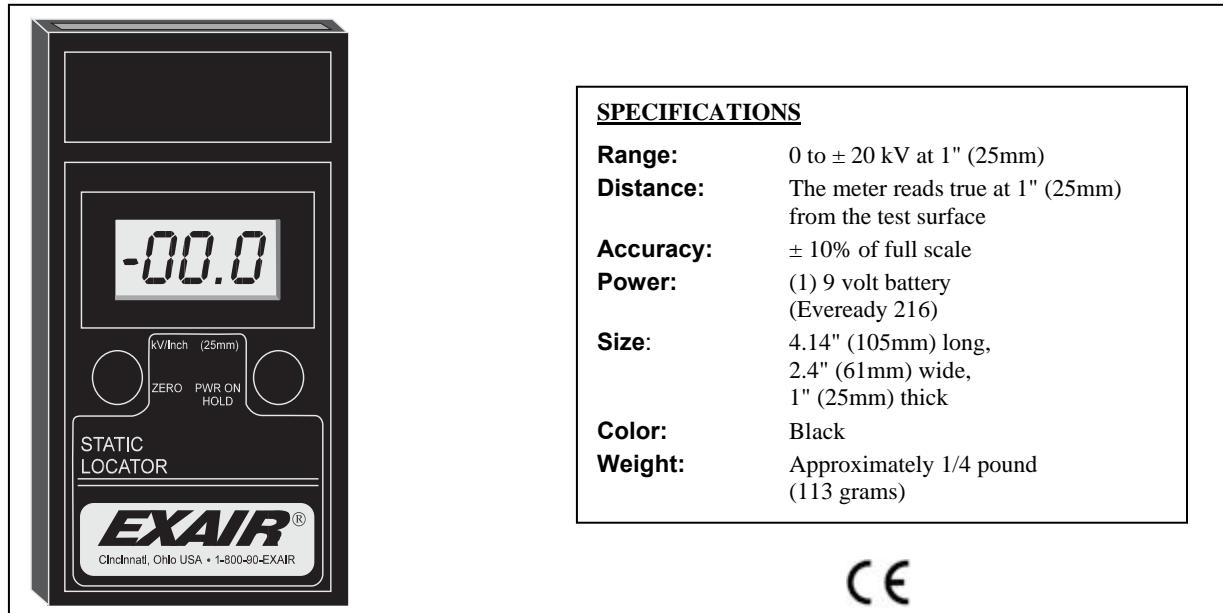 -00.0
kV/Inch (25mm)
ZERO PWR ON
HOLD
STATIC
LOCATOR
EXAIR®
Cincinnati, Ohio USA • 1-800-90-EXAIR
SPECIFICATIONS
Range: 0 to ± 20 kV at 1" (25mm)
Distance: The meter reads true at 1" (25mm)
from the test surface
Accuracy: ± 10% of full scale
Power: (1) 9 volt battery
(Eveready 216)
Size: 4.14" (105mm) long,
2.4" (61mm) wide,
1" (25mm) thick
Color: Black
Weight: Approximately 1/4 pound
(113 grams)
CE